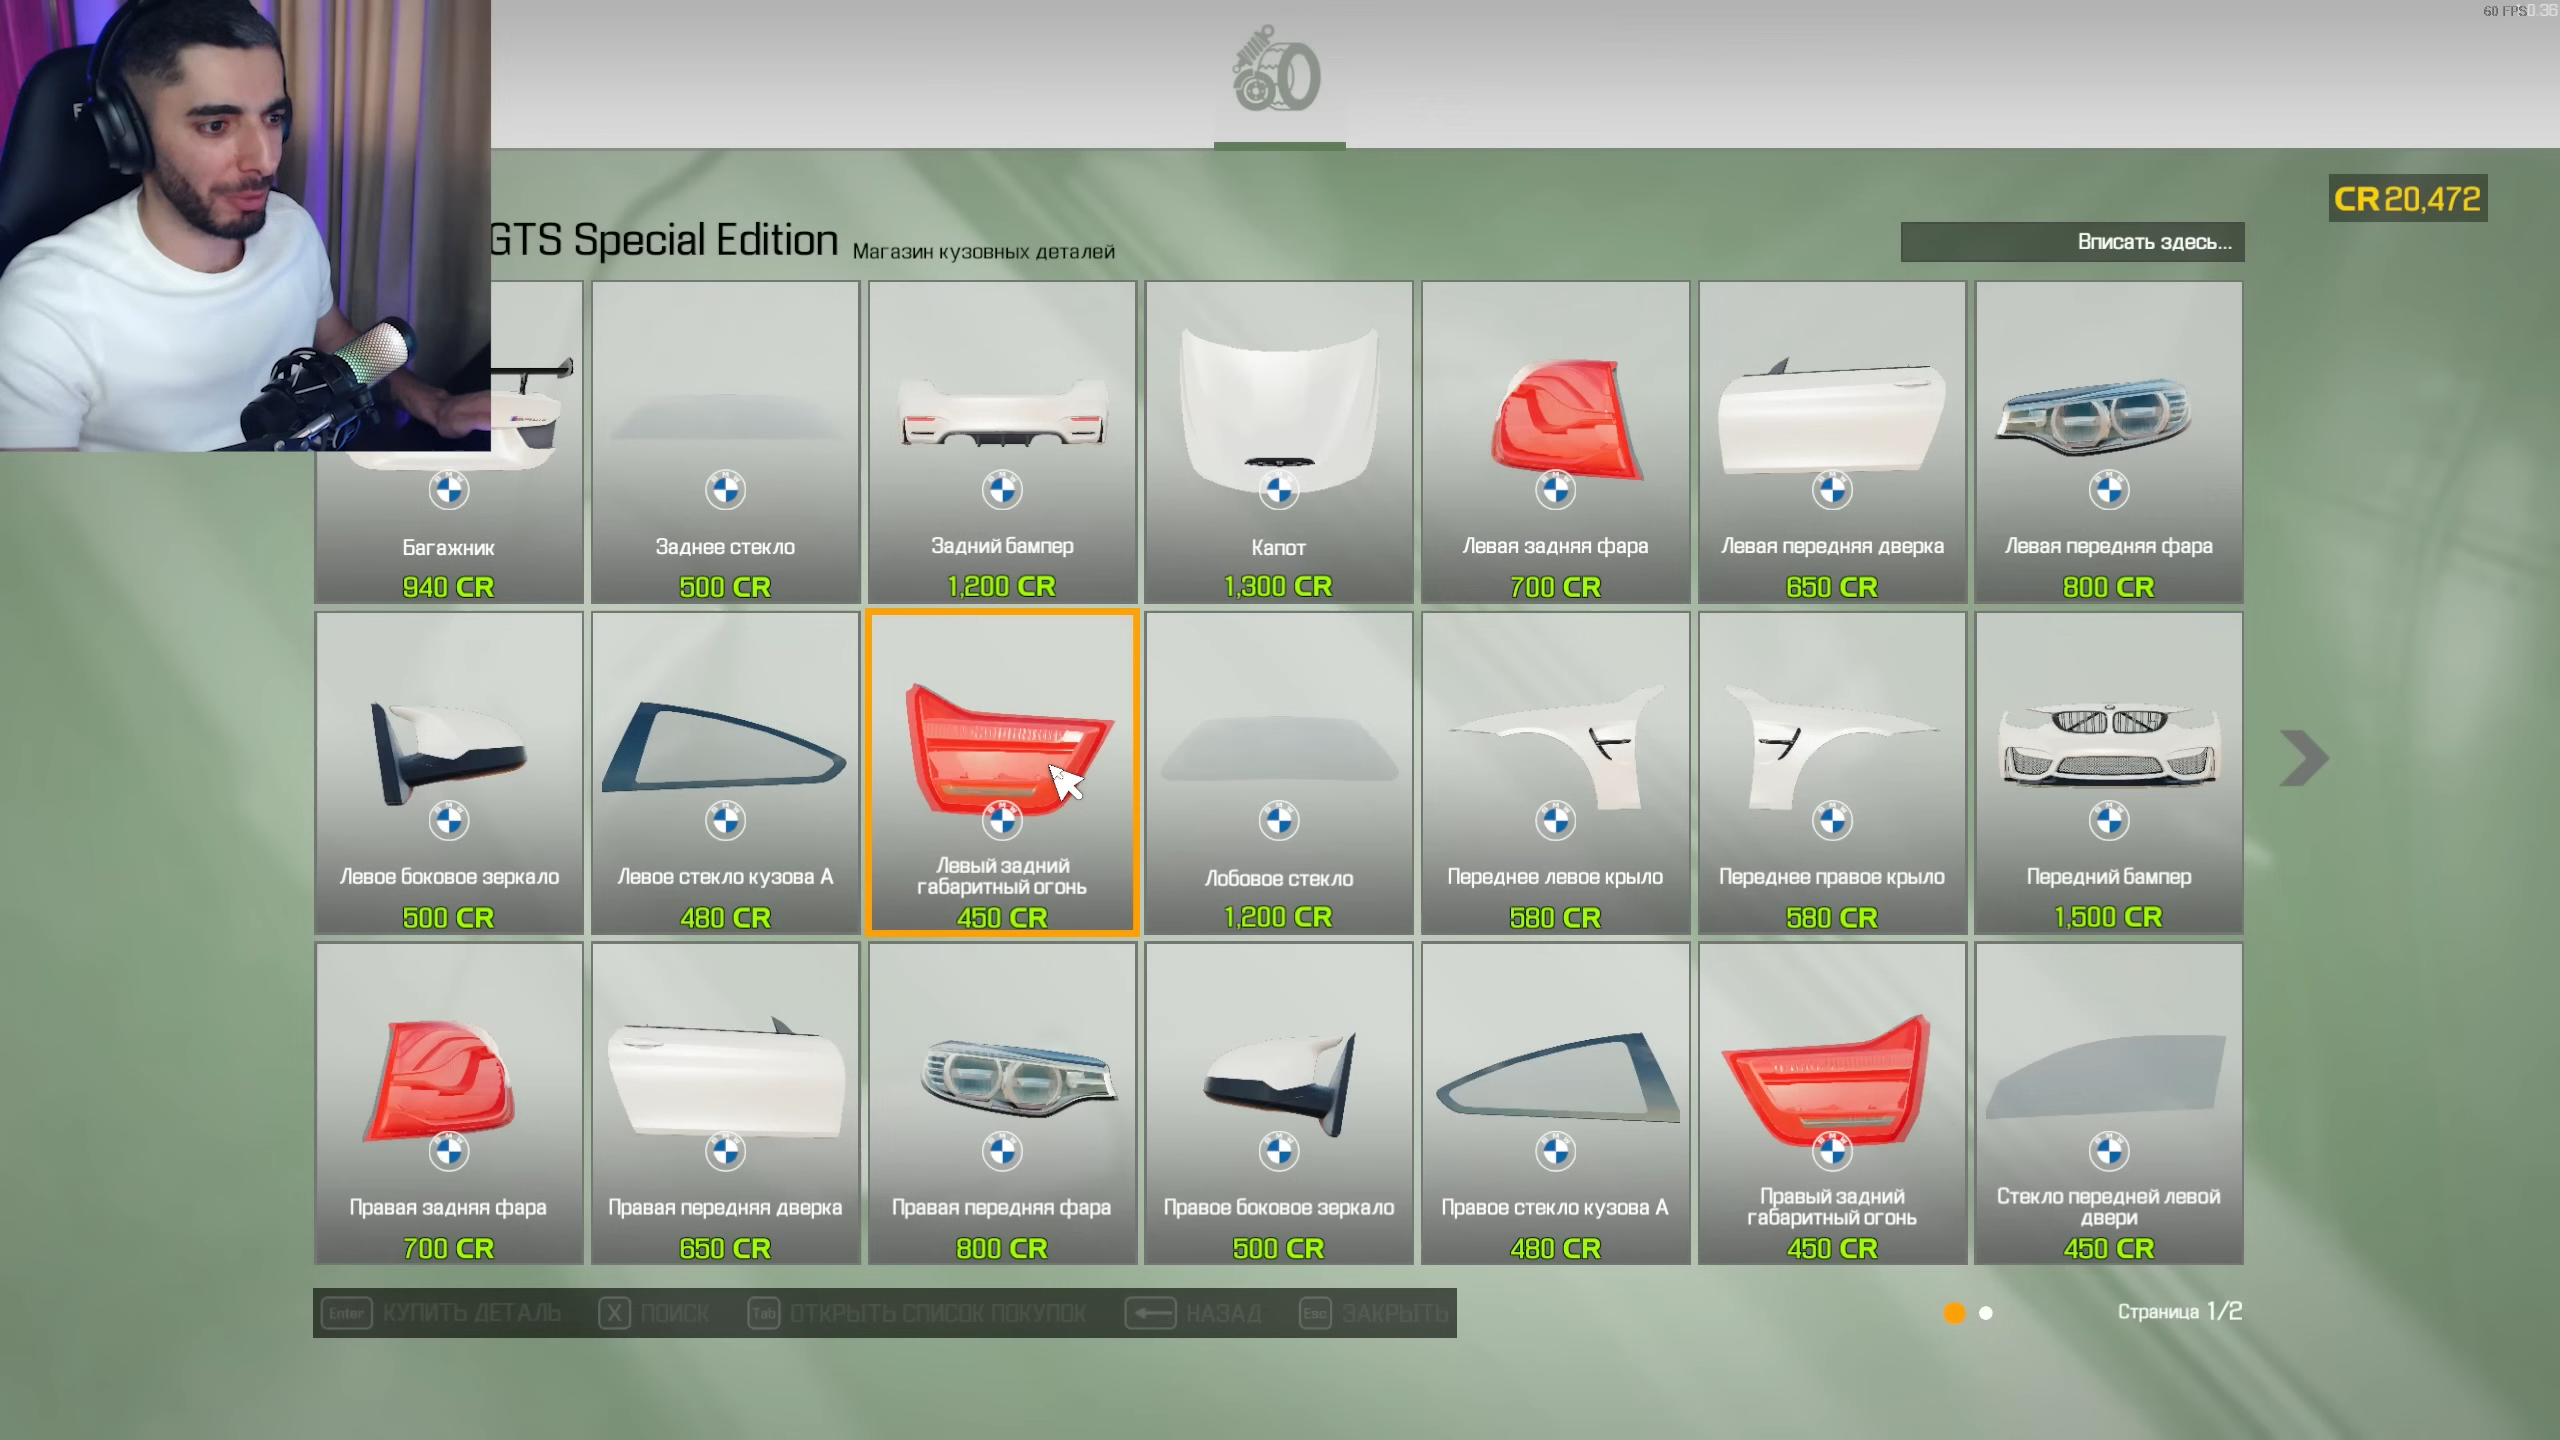 60 FPS
CR 20,472
GTS Special Edition Магазин кузовных деталей
Вписать здесь...
Багажник
940 CR
Заднее стекло
500 CR
Задний бампер
1,200 CR
Капот
1,300 CR
Левая задняя фара
700 CR
Левая передняя дверка
650 CR
Левая передняя фара
800 CR
Левое боковое зеркало
500 CR
Левое стекло кузова A
480 CR
Левый задний
габаритный огонь
450 CR
Лобовое стекло
1,200 CR
Переднее левое крыло
580 CR
Переднее правое крыло
580 CR
Передний бампер
1,500 CR
Правая задняя фара
700 CR
Правая передняя дверка
650 CR
Правая передняя фара
800 CR
Правое боковое зеркало
500 CR
Правое стекло кузова A
480 CR
Правый задний
габаритный огонь
450 CR
Стекло передней левой
двери
450 CR
Enter КУПИТЬ ДЕТАЛЬ X ПОИСК Tab ОТКРЫТЬ СПИСОК ПОКУПОК НАЗАД Esc ЗАКРЫТЬ
Страница 1/2